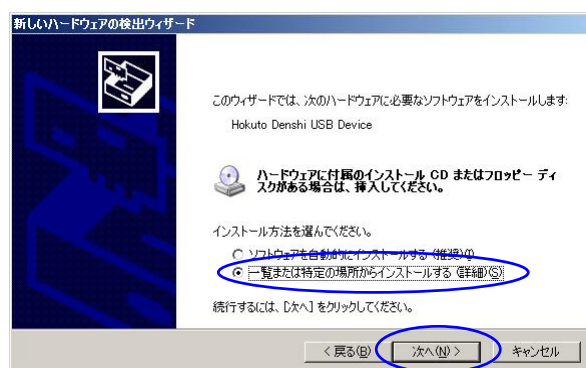 新しいハードウェアの検出ウィザード
このウィザードでは、次のハードウェアに必要なソフトウェアをインストールします:
Hokuto Denshi USB Device
ハードウェアに付属のインストール CD またはフロッピー ディ
スクがある場合は、挿入してください。
インストール方法を選んでください。
ソフトウェアを自動的にインストールする (推奨)(I)
一覧または特定の場所からインストールする (詳細)(S)
続行するには、[次へ] をクリックしてください。
< 戻る(B)
次へ(N) >
キャンセル